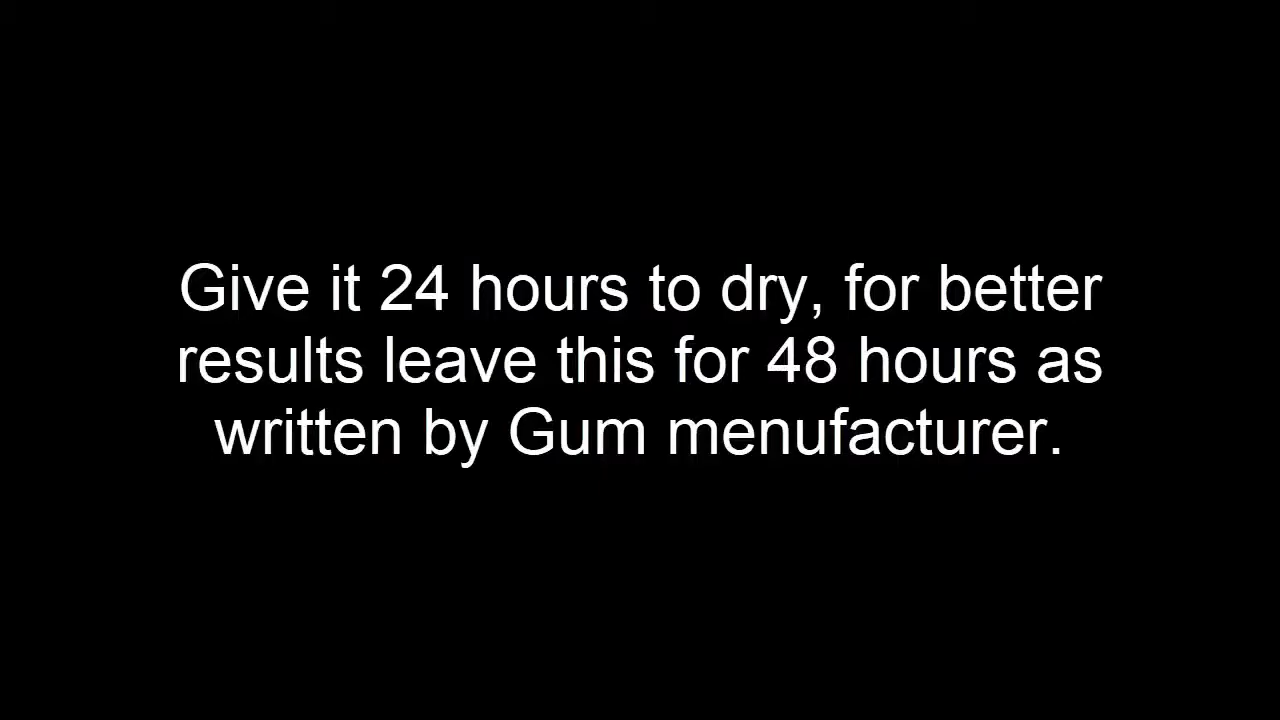 Give it 24 hours to dry, for better
results leave this for 48 hours as
written by Gum menufacturer.